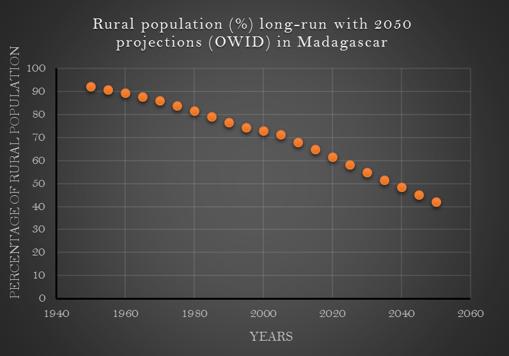 Rural population (%) long-run with 2050
projections (OWID) in Madagascar
PERCENTAGE OF RURAL POPULATION
100
90
80
70
60
50
40
30
20
10
0
1940 1960 1980 2000 2020 2040 2060
YEARS